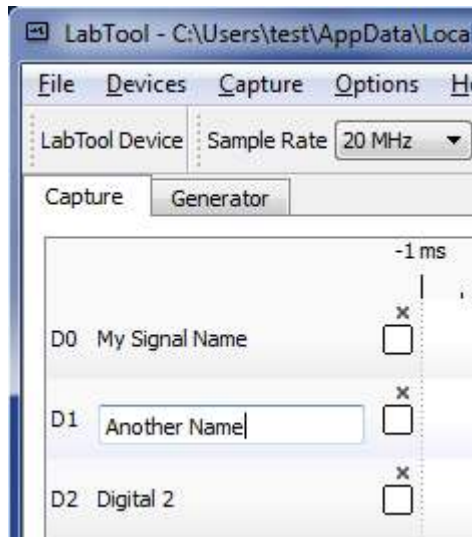 LabTool - C:\Users\test\AppData\Loca
File Devices Capture Options H
LabTool Device Sample Rate 20 MHz
Capture Generator
-1 ms
D0 My Signal Name
D1 Another Name
D2 Digital 2